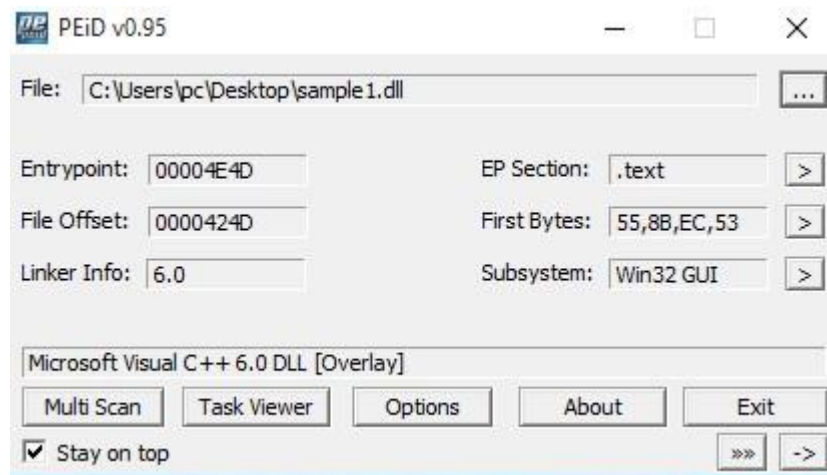 PEiD v0.95
File: C:\Users\pc\Desktop\sample1.dll ...
Entrypoint: 00004E4D EP Section: .text >
File Offset: 0000424D First Bytes: 55,8B,EC,53 >
Linker Info: 6.0 Subsystem: Win32 GUI >
Microsoft Visual C++ 6.0 DLL [Overlay]
Multi Scan Task Viewer Options About Exit
Stay on top »» ->